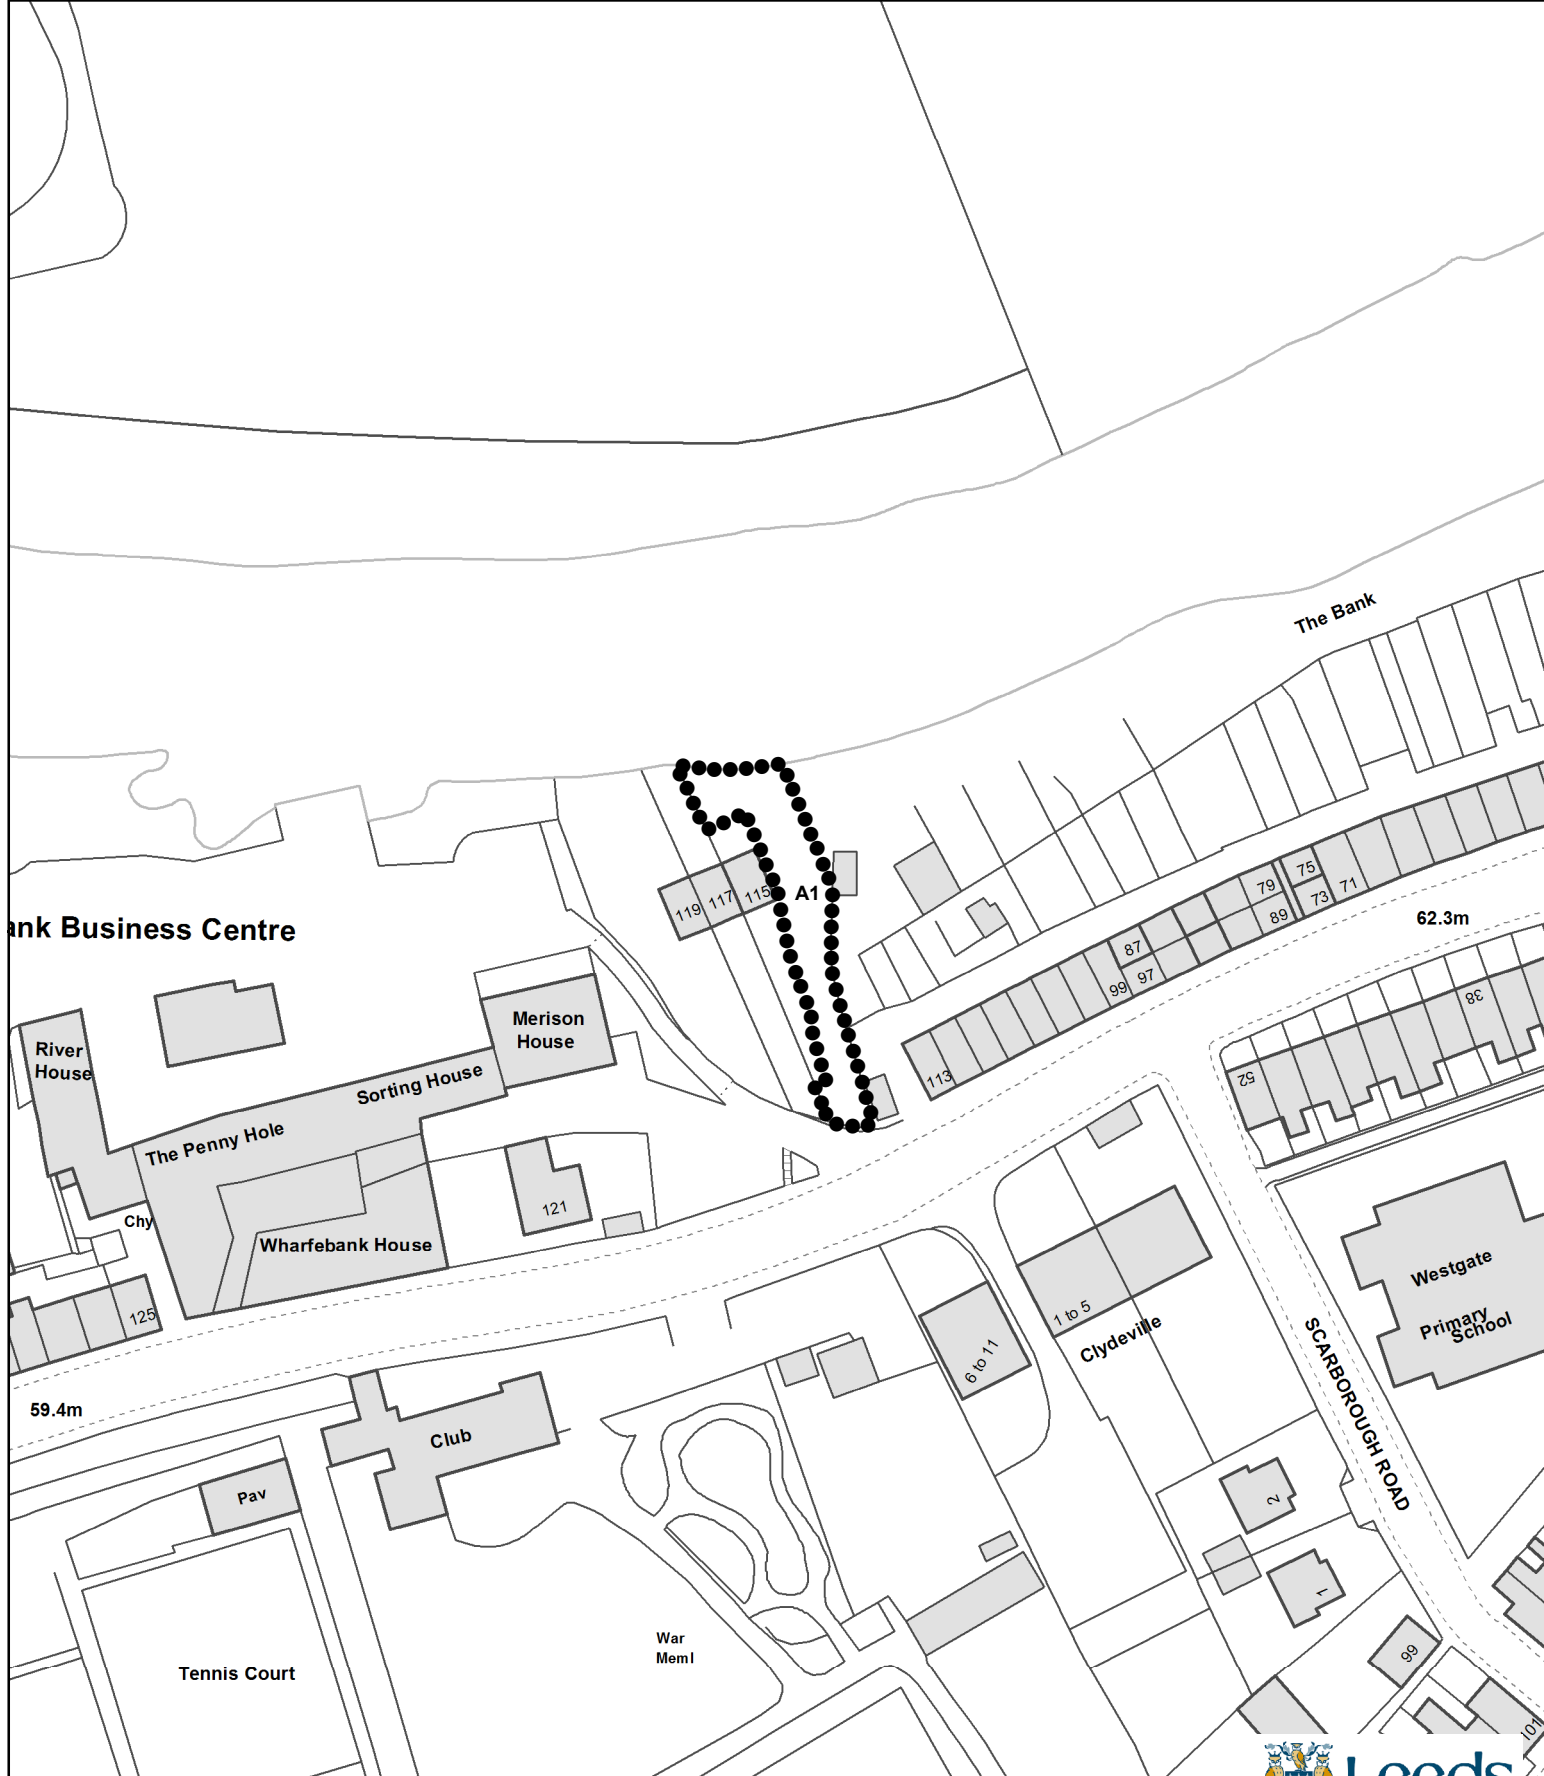 The Bank
A1
119
117
115
75
79
71
73
89
87
97
99
62.3m
38
ank Business Centre
Merison
House
River
House
Sorting House
113
52
The Penny Hole
121
Chy
Wharfebank House
Westgate
Primary
School
125
1 to 5
Clydeville
6 to 11
SCARBOROUGH ROAD
59.4m
Club
Pav
2
1
War
Meml
99
Tennis Court
101
Leeds